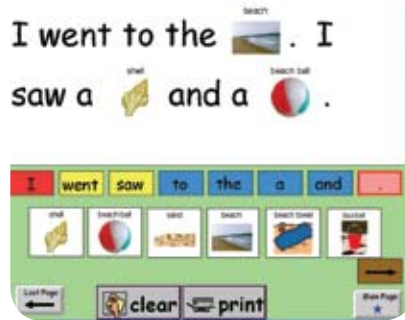 beach
I went to the . I
shell beach ball
saw a and a .
I went saw to the a and .
shell beach ball sand beach beach towel bucket
Last Page clear print Main Page